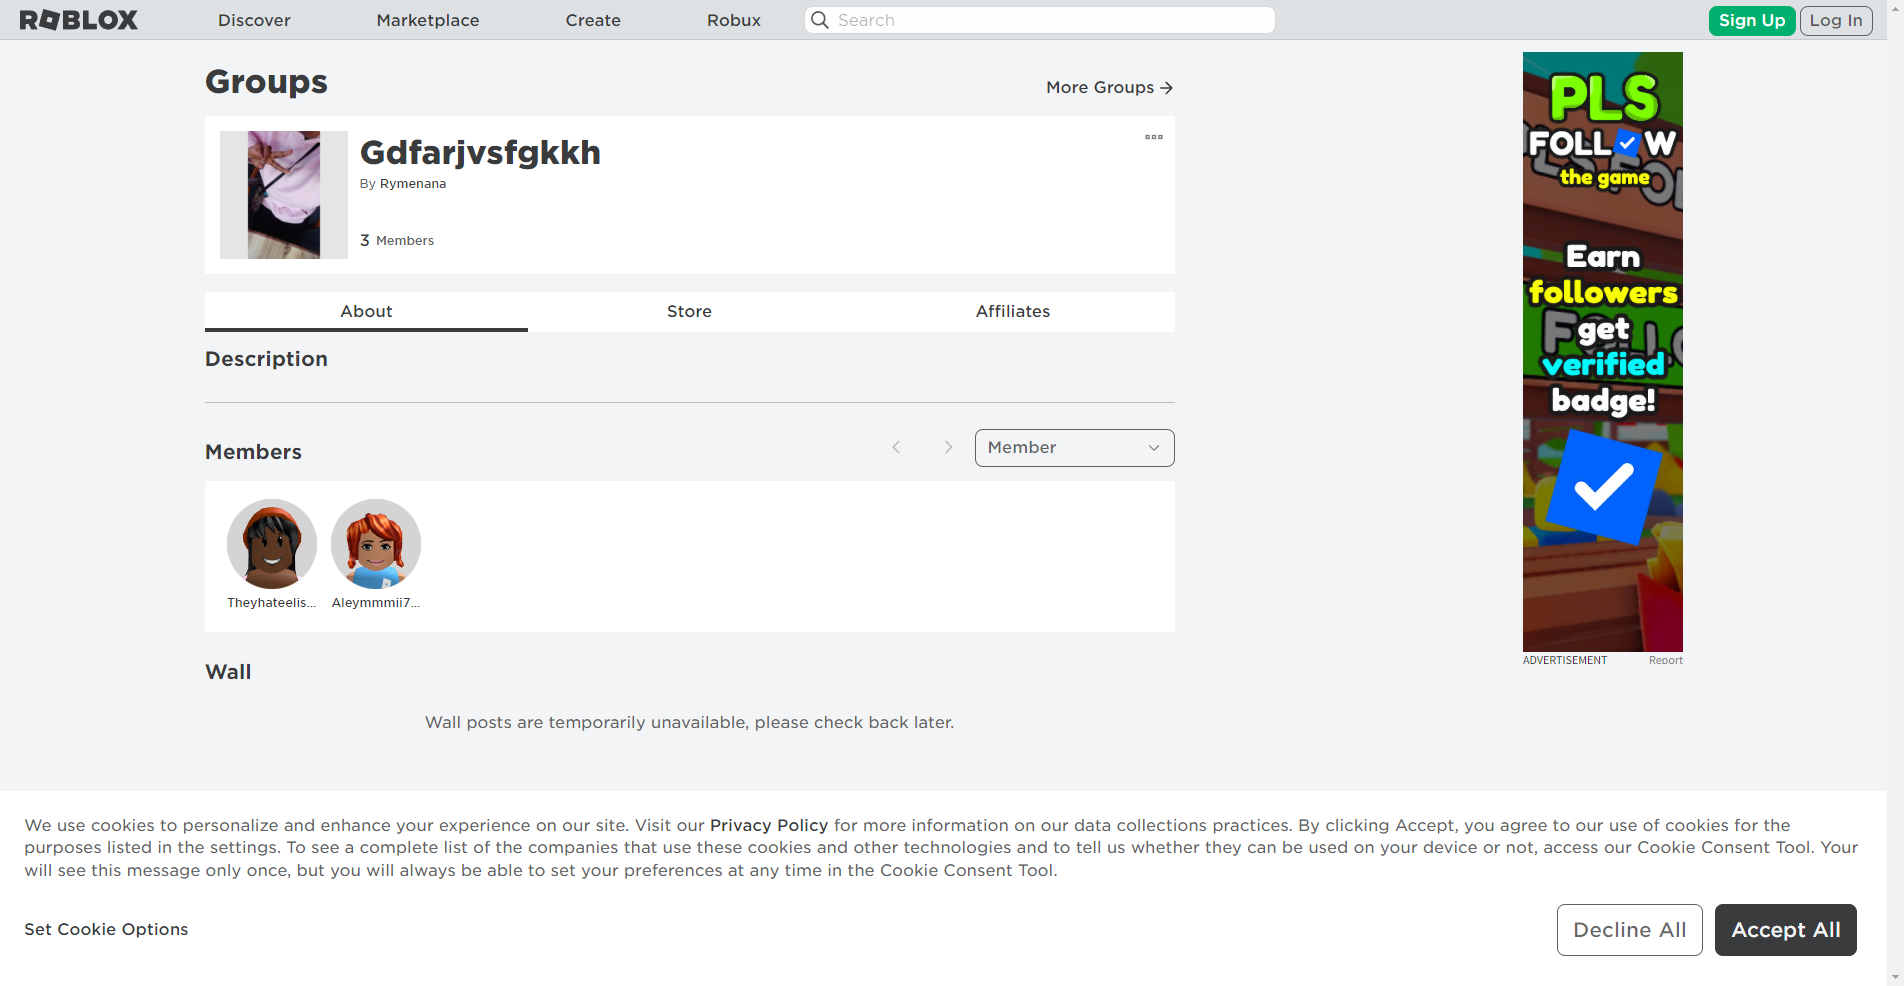 ROBLOX
Discover
Marketplace
Create
Robux
Search
Sign Up
Log In
Groups
More Groups
Gdfarjvsfgkkh
By Rymenana
3 Members
About
Store
Affiliates
Description
Members
Member
Theyhateelis...
Aleymmmii7...
Wall
Wall posts are temporarily unavailable, please check back later.
PLS
FOLLOW
the game
Earn
followers
get
verified
badge!
ADVERTISEMENT
Report
We use cookies to personalize and enhance your experience on our site. Visit our Privacy Policy for more information on our data collections practices. By clicking Accept, you agree to our use of cookies for the
purposes listed in the settings. To see a complete list of the companies that use these cookies and other technologies and to tell us whether they can be used on your device or not, access our Cookie Consent Tool. Your
will see this message only once, but you will always be able to set your preferences at any time in the Cookie Consent Tool.
Set Cookie Options
Decline All
Accept All